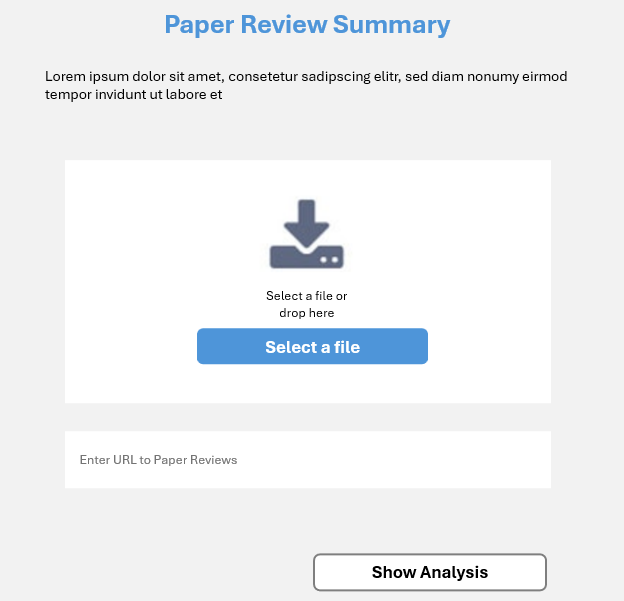 Paper Review Summary
Lorem ipsum dolor sit amet, consetetur sadipscing elitr, sed diam nonumy eirmod
tempor invidunt ut labore et
Select a file or
drop here
Select a file
Enter URL to Paper Reviews
Show Analysis